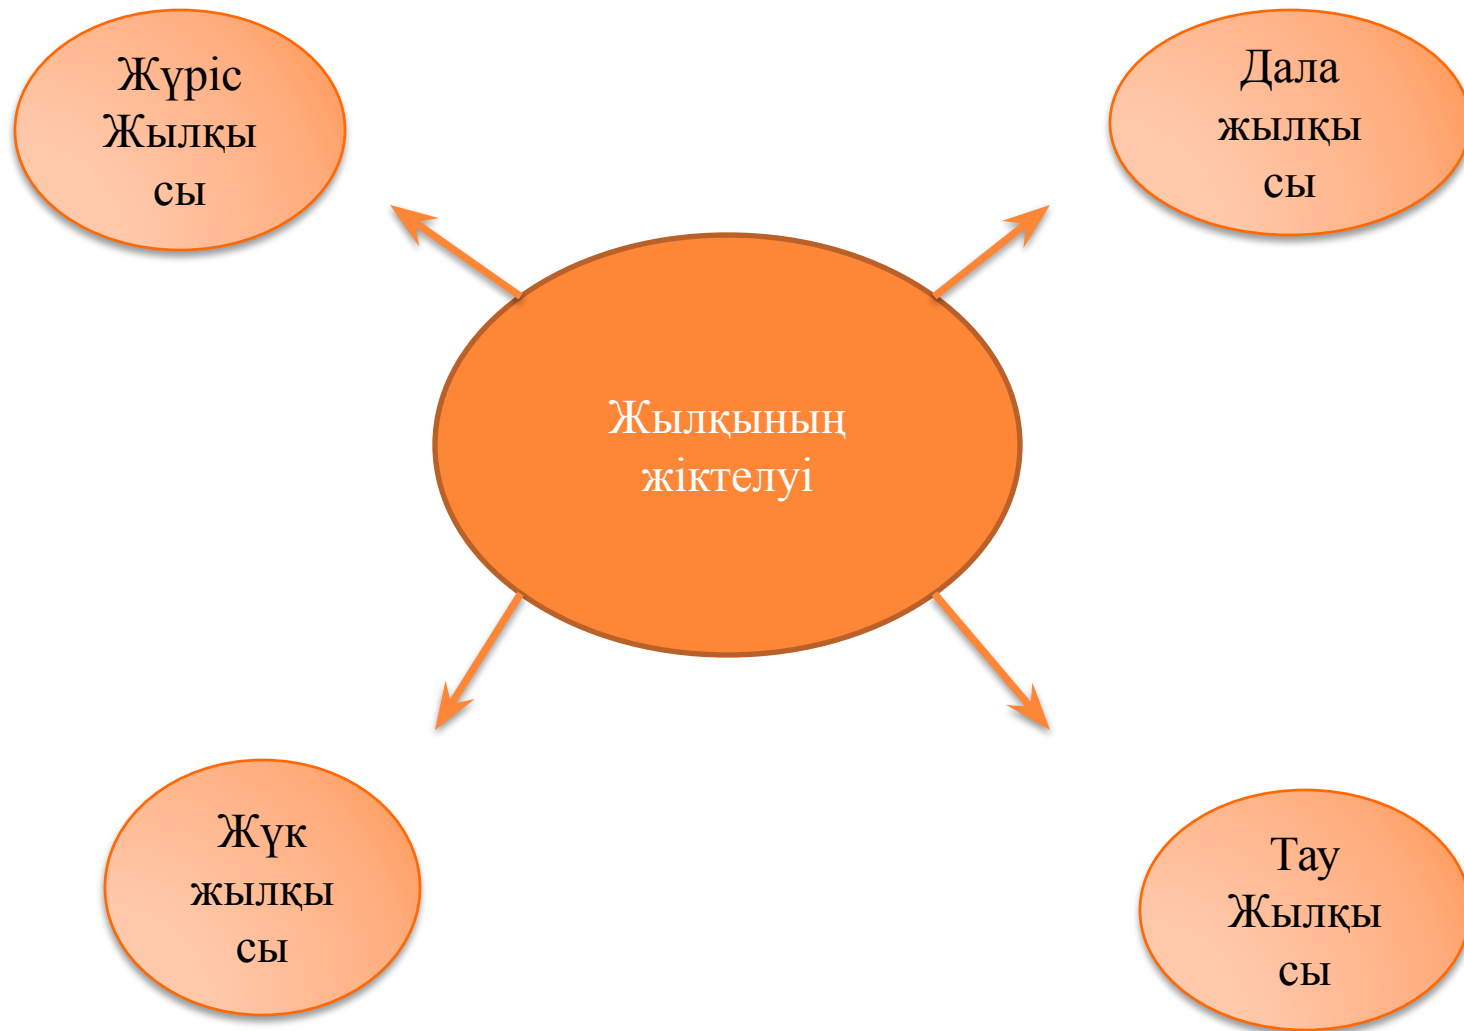 Жүріс
Жылқы
сы
Дала
жылқы
сы
Жылқының
жіктелуі
Жүк
жылқы
сы
Тау
Жылқы
сы